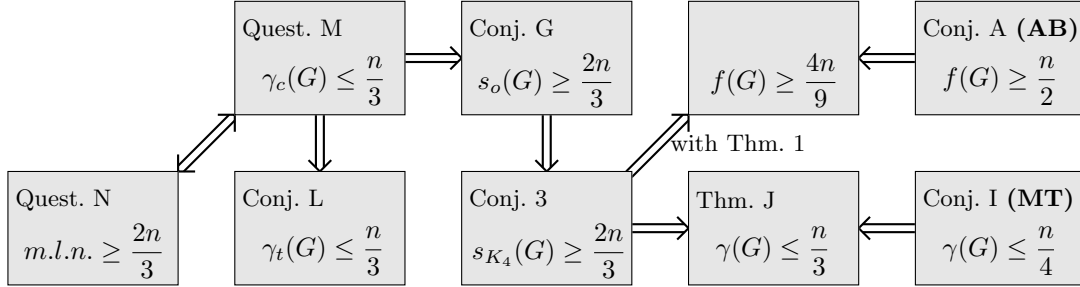 Quest. M
γ_c(G) ≤ n/3
Conj. G
s_o(G) ≥ 2n/3
f(G) ≥ 4n/9
Conj. A (AB)
f(G) ≥ n/2
with Thm. 1
Quest. N
m.l.n. ≥ 2n/3
Conj. L
γ_t(G) ≤ n/3
Conj. 3
s_{K_4}(G) ≥ 2n/3
Thm. J
γ(G) ≤ n/3
Conj. I (MT)
γ(G) ≤ n/4